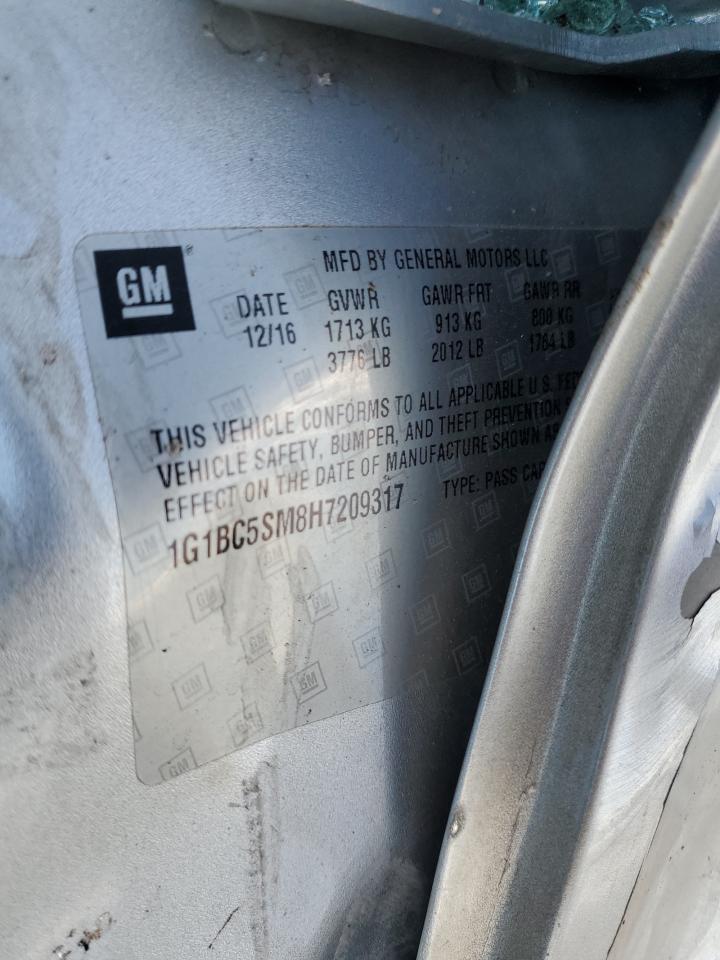 GM
MFD BY GENERAL MOTORS LLC
DATE GVWR GAWR FRT GAWR RR
12/16 1713 KG 913 KG 800 KG
3776 LB 2012 LB 1764 LB
THIS VEHICLE CONFORMS TO ALL APPLICABLE U.S. FED
VEHICLE SAFETY, BUMPER, AND THEFT PREVENTION
EFFECT ON THE DATE OF MANUFACTURE SHOWN AB
1G1BC5SM8H7209317 TYPE: PASS CAR